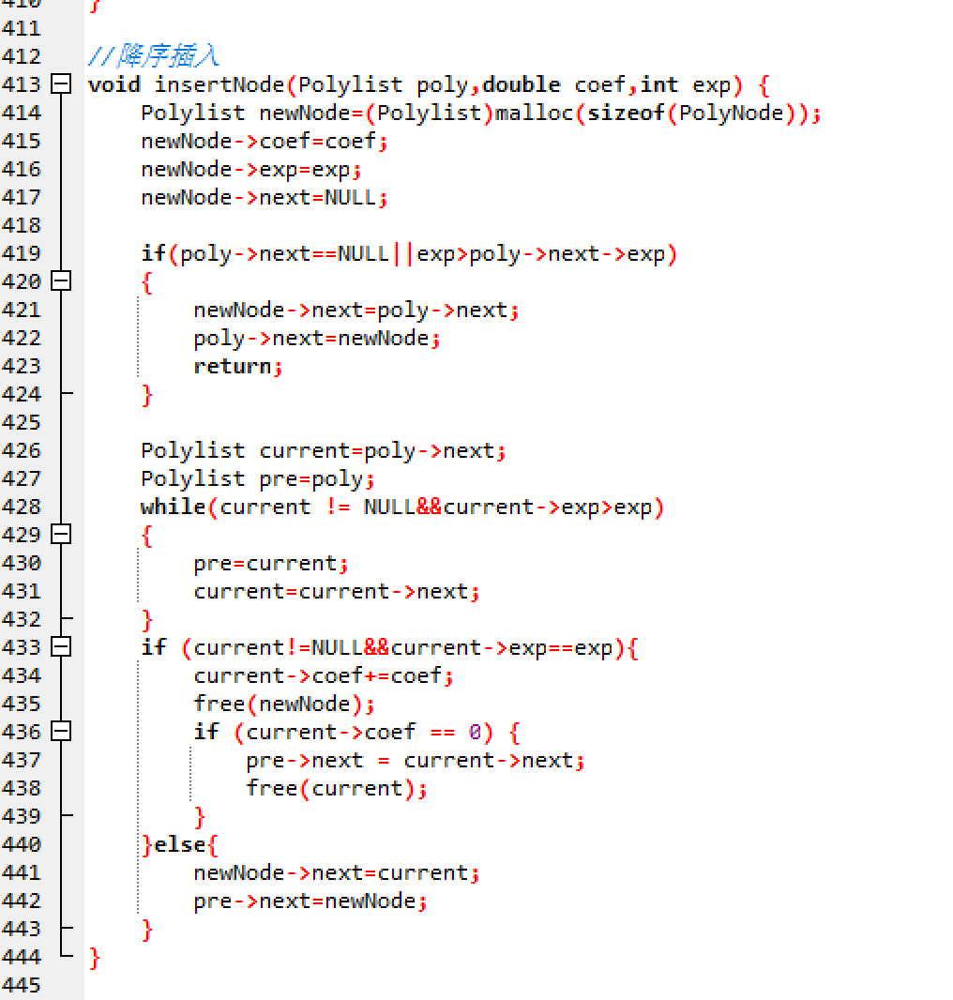 410 }
411
412 //降序插入
413 void insertNode(Polylist poly,double coef,int exp) {
414     Polylist newNode=(Polylist)malloc(sizeof(PolyNode));
415     newNode->coef=coef;
416     newNode->exp=exp;
417     newNode->next=NULL;
418
419     if(poly->next==NULL||exp>poly->next->exp)
420     {
421         newNode->next=poly->next;
422         poly->next=newNode;
423         return;
424     }
425
426     Polylist current=poly->next;
427     Polylist pre=poly;
428     while(current != NULL&&current->exp>exp)
429     {
430         pre=current;
431         current=current->next;
432     }
433     if (current!=NULL&&current->exp==exp){
434         current->coef+=coef;
435         free(newNode);
436         if (current->coef == 0) {
437             pre->next = current->next;
438             free(current);
439         }
440     }else{
441         newNode->next=current;
442         pre->next=newNode;
443     }
444 }
445